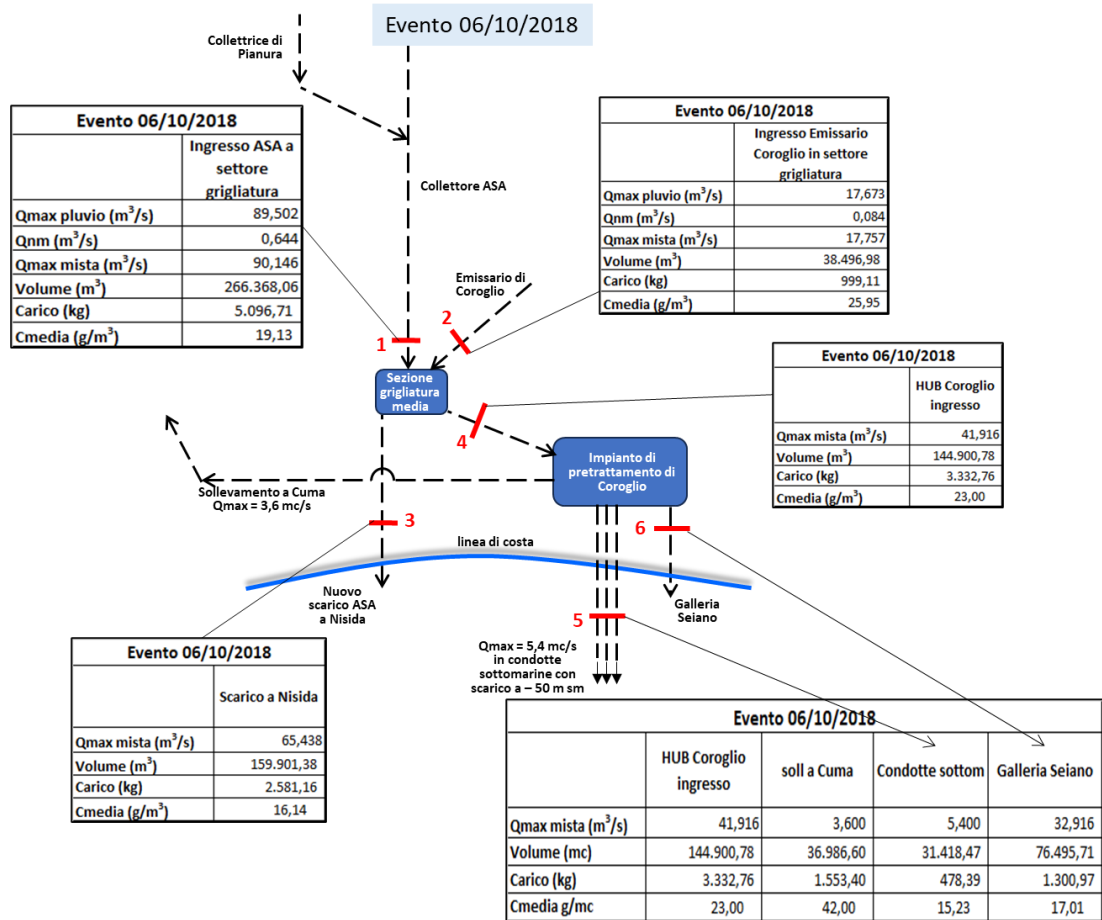 Evento 06/10/2018
Collettrice di
Pianura
Collettore ASA
Evento 06/10/2018
Ingresso ASA a
settore
grigliatura
Qmax pluvio (m³/s) 89,502
Qnm (m³/s) 0,644
Qmax mista (m³/s) 90,146
Volume (m³) 266.368,06
Carico (kg) 5.096,71
Cmedia (g/m³) 19,13
Evento 06/10/2018
Ingresso Emissario
Coroglio in settore
grigliatura
Qmax pluvio (m³/s) 17,673
Qnm (m³/s) 0,084
Qmax mista (m³/s) 17,757
Volume (m³) 38.496,98
Carico (kg) 999,11
Cmedia (g/m³) 25,95
Emissario di
Coroglio
1
2
Sezione
grigliatura
media
4
Evento 06/10/2018
HUB Coroglio
ingresso
Qmax mista (m³/s) 41,916
Volume (m³) 144.900,78
Carico (kg) 3.332,76
Cmedia (g/m³) 23,00
Impianto di
pretrattamento di
Coroglio
Sollevamento a Cuma
Qmax = 3,6 mc/s
3
6
linea di costa
Nuovo
scarico ASA
a Nisida
Galleria
Seiano
5
Qmax = 5,4 mc/s
in condotte
sottomarine con
scarico a – 50 m sm
Evento 06/10/2018
Scarico a Nisida
Qmax mista (m³/s) 65,438
Volume (m³) 159.901,38
Carico (kg) 2.581,16
Cmedia (g/m³) 16,14
Evento 06/10/2018
HUB Coroglio
ingresso
soll a Cuma
Condotte sottom
Galleria Seiano
Qmax mista (m³/s) 41,916 3,600 5,400 32,916
Volume (mc) 144.900,78 36.986,60 31.418,47 76.495,71
Carico (kg) 3.332,76 1.553,40 478,39 1.300,97
Cmedia g/mc 23,00 42,00 15,23 17,01